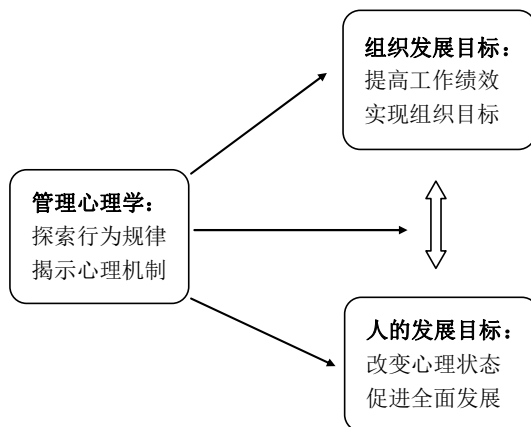 组织发展目标：
提高工作绩效
实现组织目标
管理心理学：
探索行为规律
揭示心理机制
人的发展目标：
改变心理状态
促进全面发展